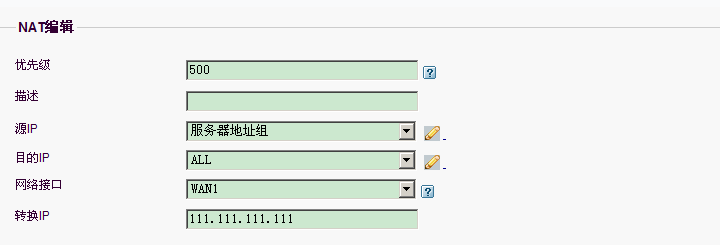 NAT编辑
优先级 500
描述
源IP 服务器地址组
目的IP ALL
网络接口 WAN1
转换IP 111.111.111.111